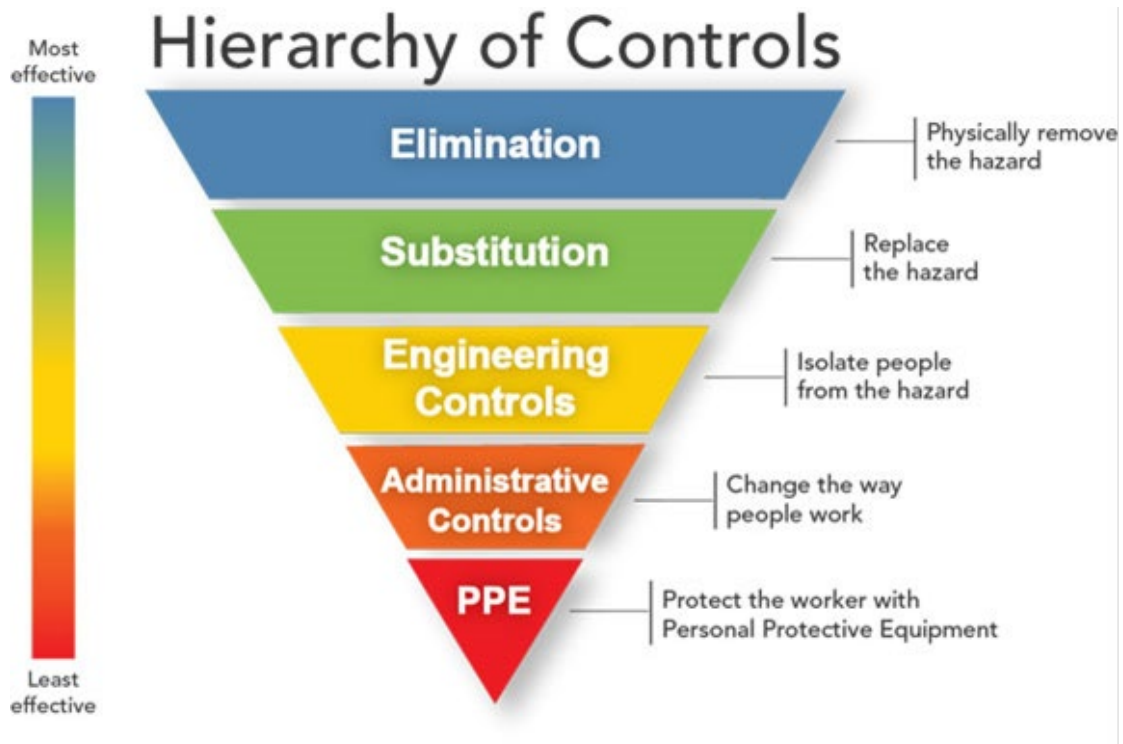 Hierarchy of Controls
Most
effective
Elimination
Physically remove
the hazard
Substitution
Replace
the hazard
Engineering
Controls
Isolate people
from the hazard
Administrative
Controls
Change the way
people work
PPE
Protect the worker with
Personal Protective Equipment
Least
effective